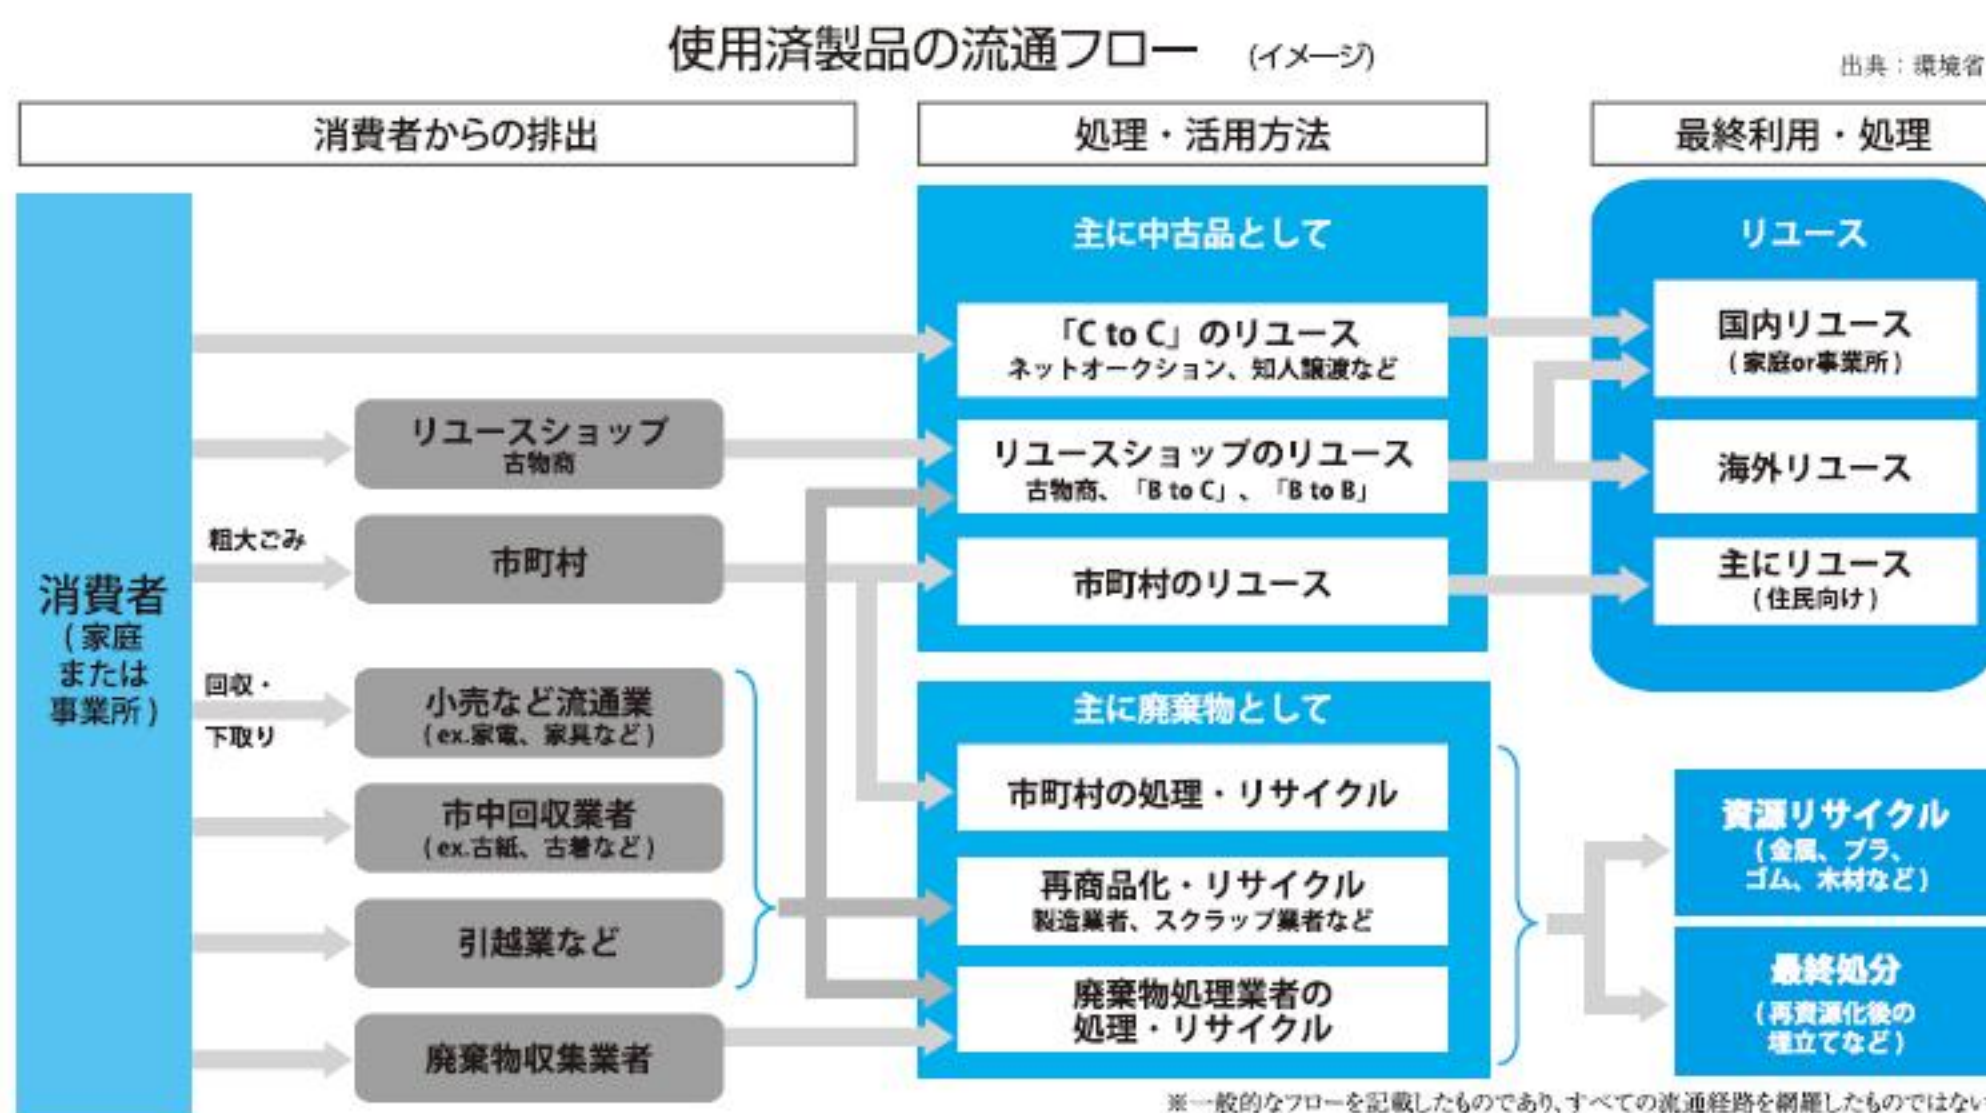 使用済製品の流通フロー (イメージ)
出典：環境省
消費者からの排出
処理・活用方法
最終利用・処理
消費者
(家庭
または
事業所)
粗大ごみ
回収・
下取り
リユースショップ
古物商
市町村
小売など流通業
(ex.家電、家具など)
市中回収業者
(ex.古紙、古着など)
引越業など
廃棄物収集業者
主に中古品として
「C to C」のリユース
ネットオークション、知人譲渡など
リユースショップのリユース
古物商、「B to C」、「B to B」
市町村のリユース
主に廃棄物として
市町村の処理・リサイクル
再商品化・リサイクル
製造業者、スクラップ業者など
廃棄物処理業者の
処理・リサイクル
リユース
国内リユース
(家庭or事業所)
海外リユース
主にリユース
(住民向け)
資源リサイクル
(金属、プラ、
ゴム、木材など)
最終処分
(再資源化後の
埋立てなど)
※一般的なフローを記載したものであり、すべての流通経路を網羅したものではない